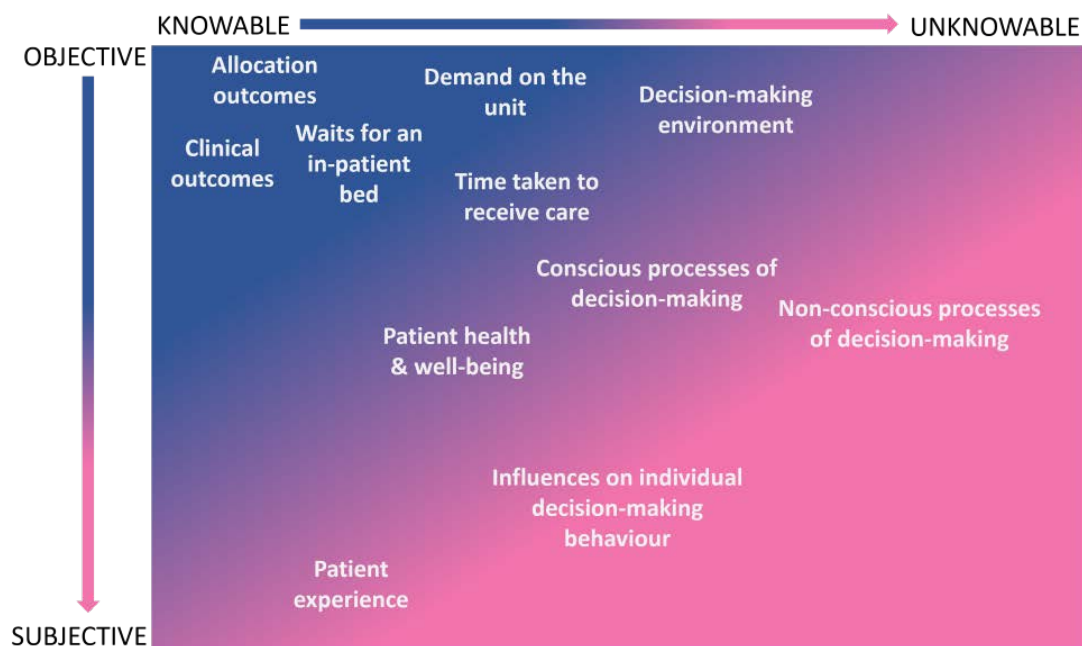 KNOWABLE
UNKNOWABLE
OBJECTIVE
Allocation
outcomes
Demand on the
unit
Decision-making
environment
Clinical
outcomes
Waits for an
in-patient
bed
Time taken to
receive care
Conscious processes of
decision-making
Non-conscious processes
of decision-making
Patient health
& well-being
Influences on individual
decision-making
behaviour
Patient
experience
SUBJECTIVE